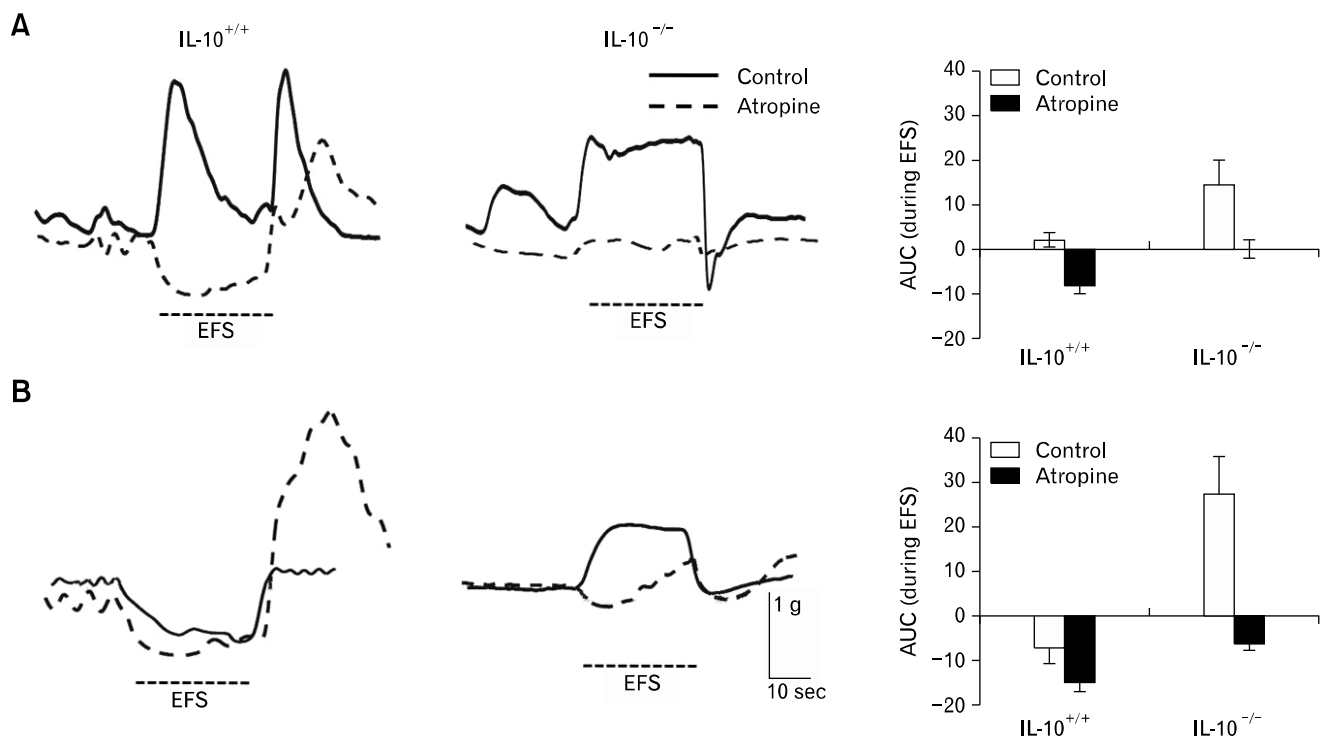 A
IL-10+/+
IL-10−/−
Control
Atropine
EFS
EFS
AUC (during EFS)
40
30
20
10
0
−10
−20
Control
Atropine
IL-10+/+
IL-10−/−
B
EFS
EFS
1 g
10 sec
AUC (during EFS)
40
30
20
10
0
−10
−20
Control
Atropine
IL-10+/+
IL-10−/−